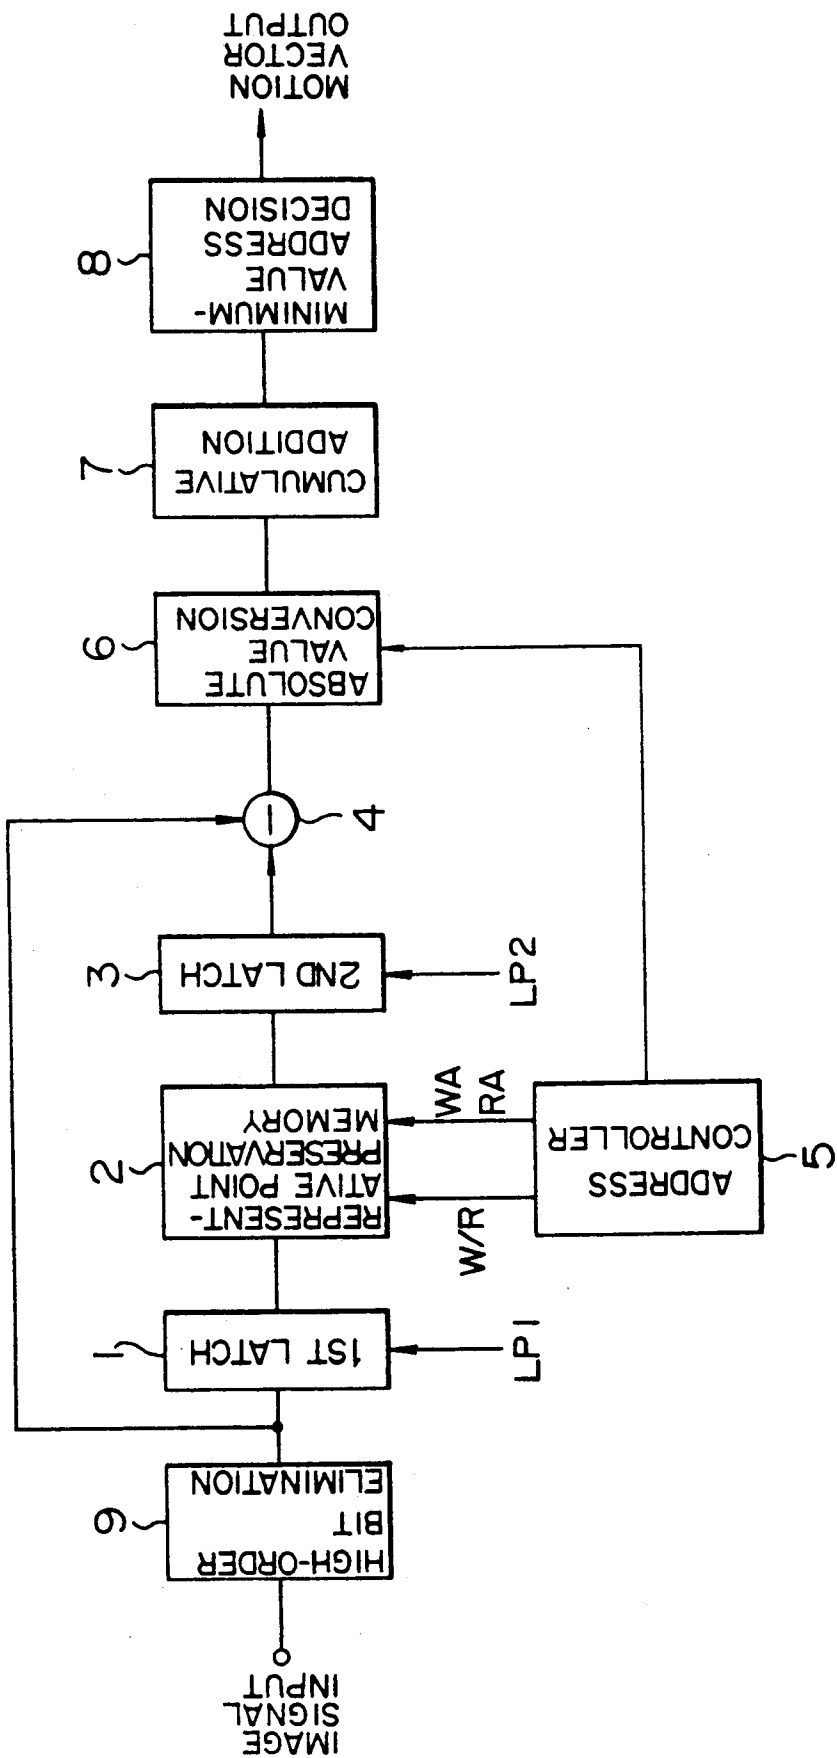 IMAGE
SIGNAL
INPUT
9
HIGH-ORDER
BIT
ELIMINATION
1
1ST LATCH
LP1
2
REPRESENT-
ATIVE POINT
PRESERVATION
MEMORY
W/R
WA
RA
3
2ND LATCH
LP2
4
5
ADDRESS
CONTROLLER
6
ABSOLUTE
VALUE
CONVERSION
7
CUMULATIVE
ADDITION
8
MINIMUM-
VALUE
ADDRESS
DECISION
MOTION
VECTOR
OUTPUT